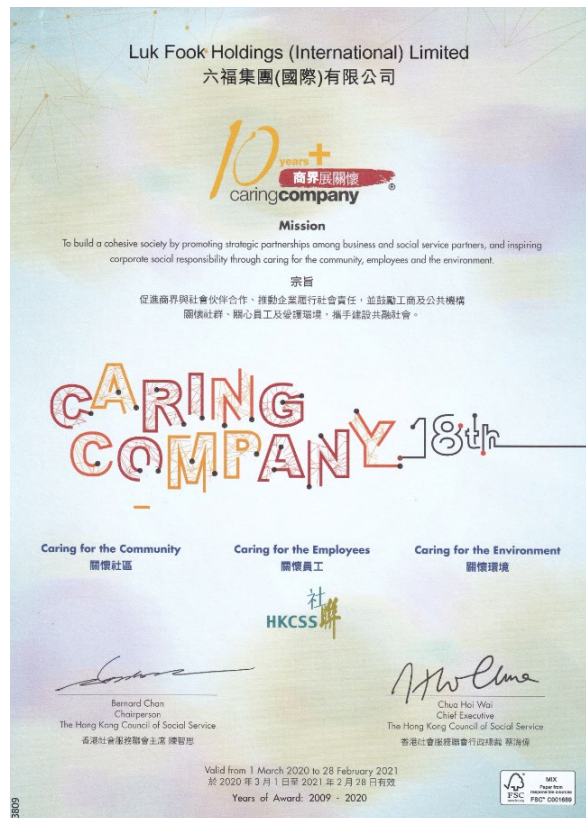 Luk Fook Holdings (International) Limited
六福集團(國際)有限公司
10 years+
商界展關懷
caringcompany
®
Mission
To build a cohesive society by promoting strategic partnerships among business and social service partners, and inspiring
corporate social responsibility through caring for the community, employees and the environment.
宗旨
促進商界與社會伙伴合作、推動企業履行社會責任，並鼓勵工商及公共機構
關懷社群、關心員工及愛護環境，攜手建設共融社會。
CARING
COMPANY 18th
Caring for the Community
關懷社區
Caring for the Employees
關懷員工
Caring for the Environment
關懷環境
HKCSS 社聯
Bernard Chan
Chairperson
The Hong Kong Council of Social Service
香港社會服務聯會主席 陳智思
Chua Hoi Wai
Chief Executive
The Hong Kong Council of Social Service
香港社會服務聯會行政總裁 蔡海偉
Valid from 1 March 2020 to 28 February 2021
於 2020 年 3 月 1 日至 2021 年 2 月 28 日有效
Years of Award: 2009 - 2020
FSC
MIX
Paper from
responsible sources
FSC® C001689
3809